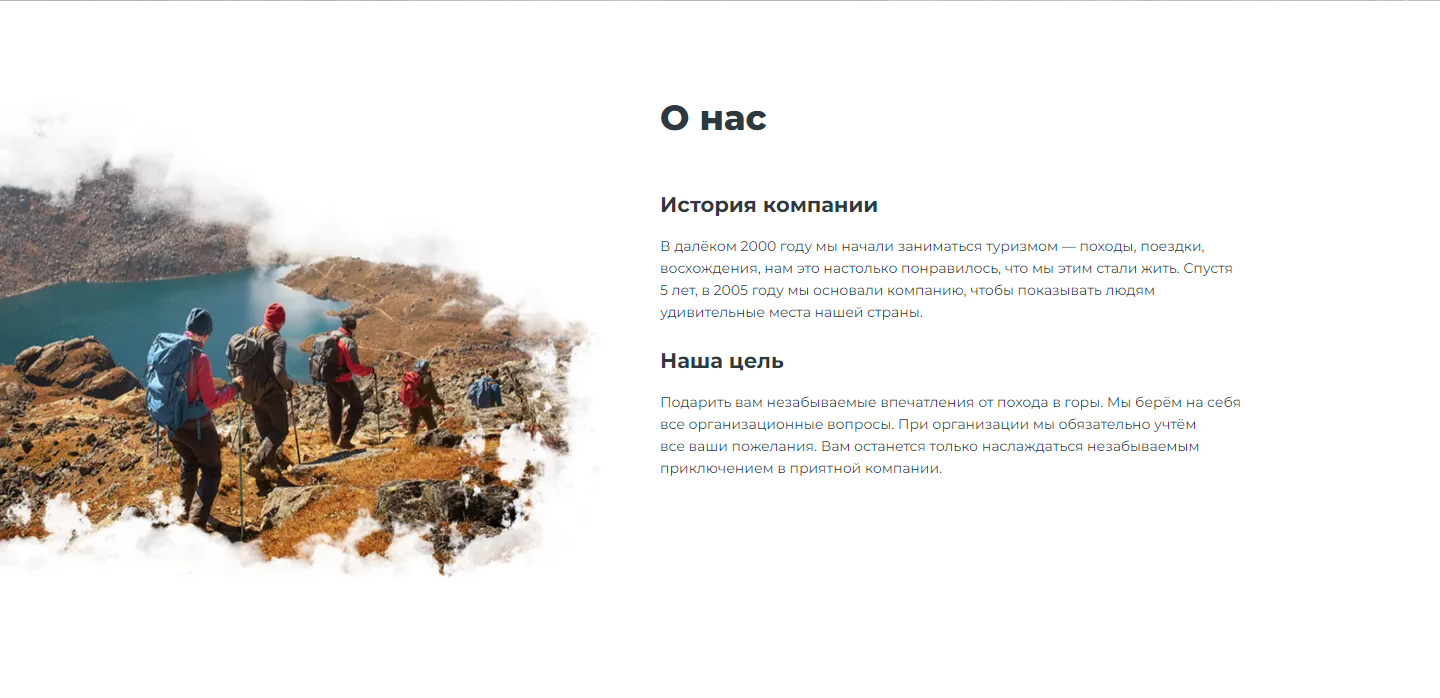 О нас
История компании
В далёком 2000 году мы начали заниматься туризмом — походы, поездки,
восхождения, нам это настолько понравилось, что мы этим стали жить. Спустя
5 лет, в 2005 году мы основали компанию, чтобы показывать людям
удивительные места нашей страны.
Наша цель
Подарить вам незабываемые впечатления от похода в горы. Мы берём на себя
все организационные вопросы. При организации мы обязательно учтём
все ваши пожелания. Вам останется только наслаждаться незабываемым
приключением в приятной компании.